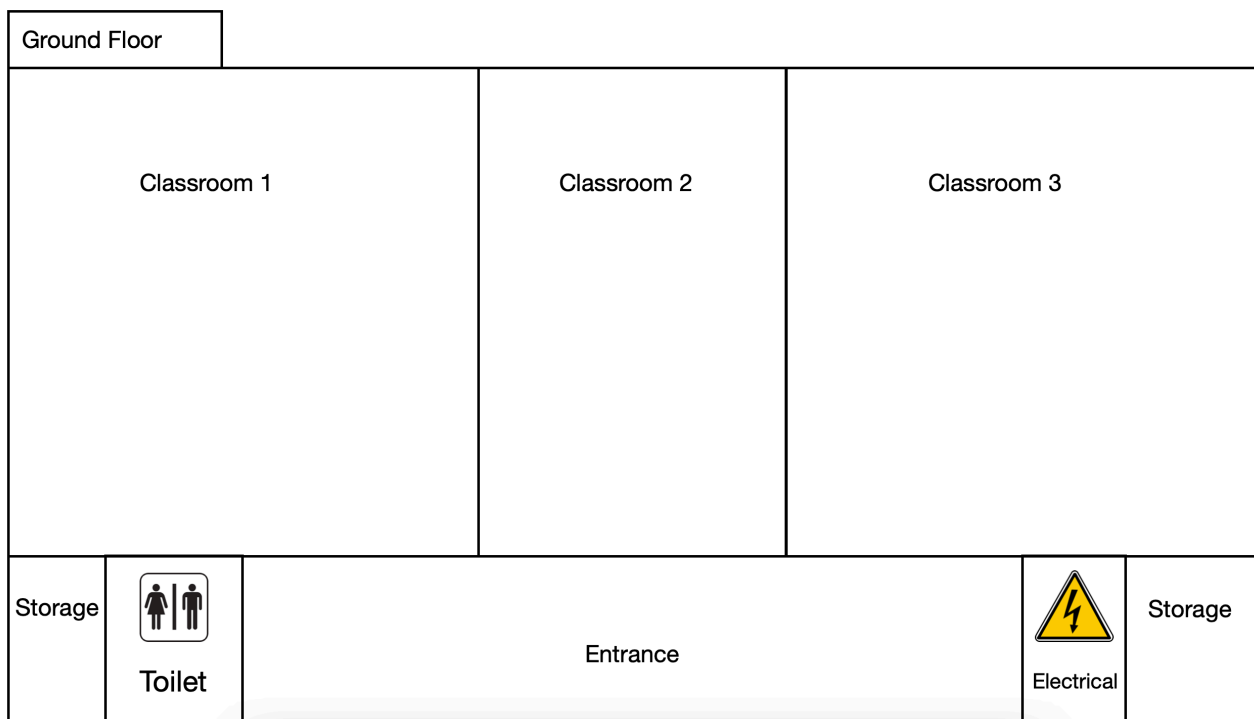 Ground Floor
Classroom 1
Classroom 2
Classroom 3
Storage
Toilet
Entrance
Electrical
Storage